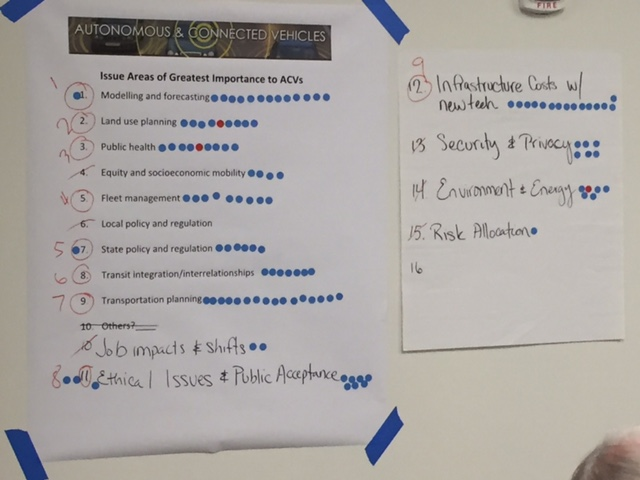 FIRE
AUTONOMOUS & CONNECTED VEHICLES
Issue Areas of Greatest Importance to ACVs
1 1. Modelling and forecasting
2 2. Land use planning
3 3. Public health
4. Equity and socioeconomic mobility
4 5. Fleet management
6. Local policy and regulation
5 7. State policy and regulation
6 8. Transit integration/interrelationships
7 9. Transportation planning
10. Others?
10 Job impacts & Shifts
8 11. Ethical Issues & Public Acceptance
9
12. Infrastructure Costs w/
new tech
13 Security & Privacy
14. Environment & Energy
15. Risk Allocation
16